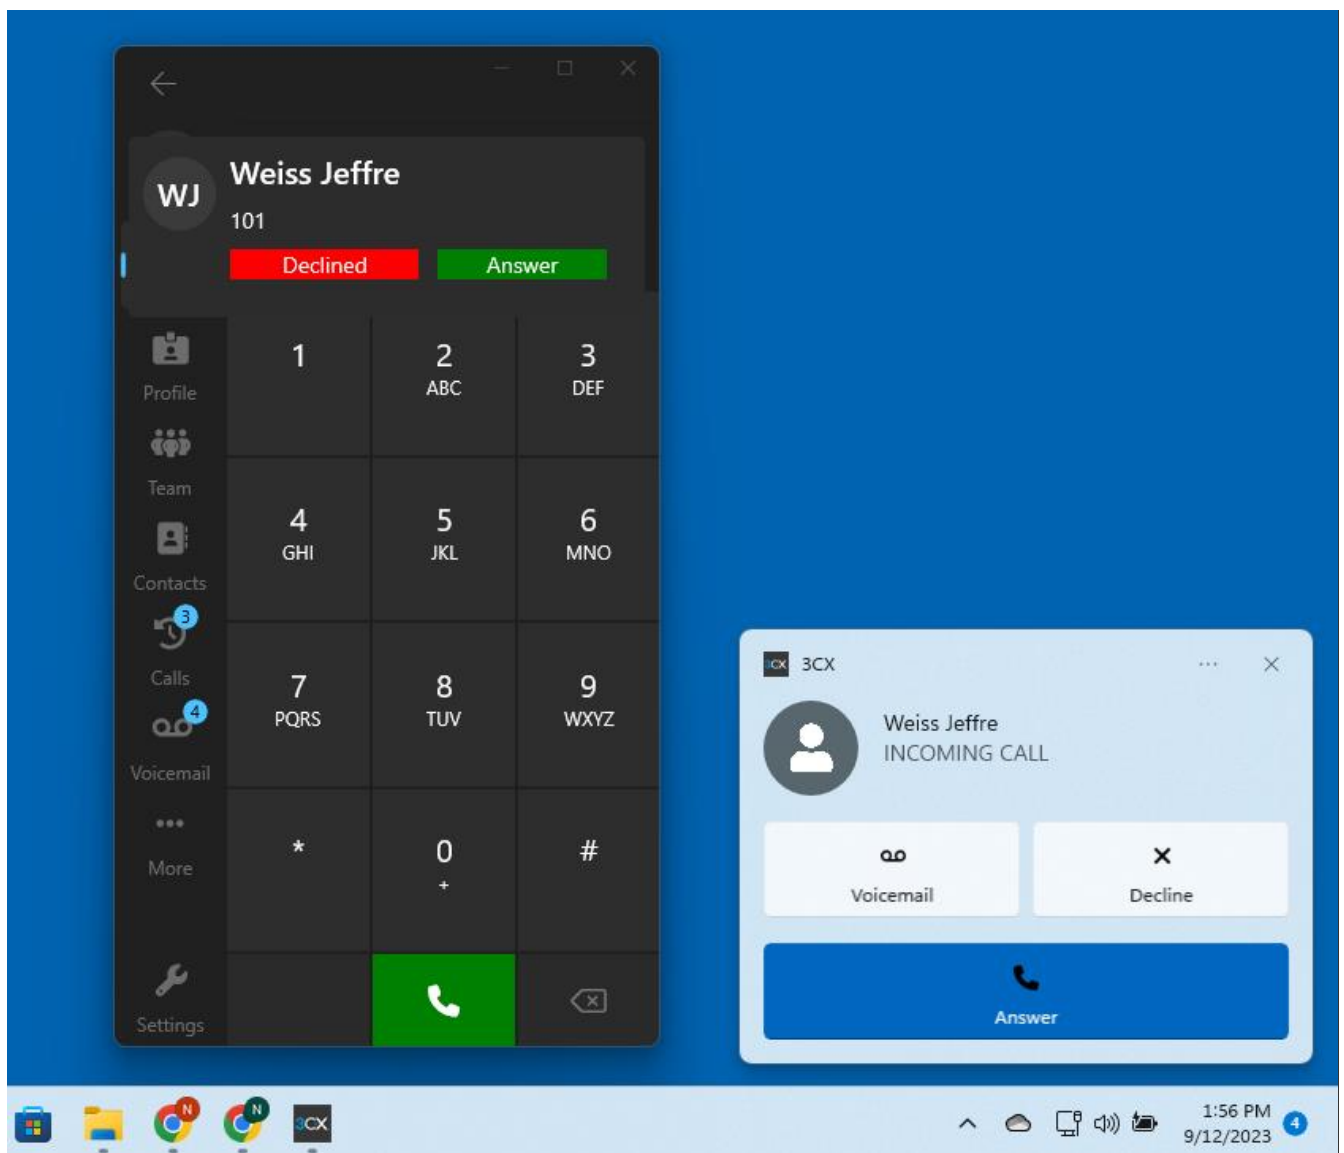 WJ
Weiss Jeffre
101
Declined
Answer
Profile
Team
Contacts
3
Calls
4
Voicemail
More
Settings
1
2
ABC
3
DEF
4
GHI
5
JKL
6
MNO
7
PQRS
8
TUV
9
WXYZ
*
0
+
#
3CX 3CX
Weiss Jeffre
INCOMING CALL
Voicemail
Decline
Answer
N
N
3CX
1:56 PM
9/12/2023
4